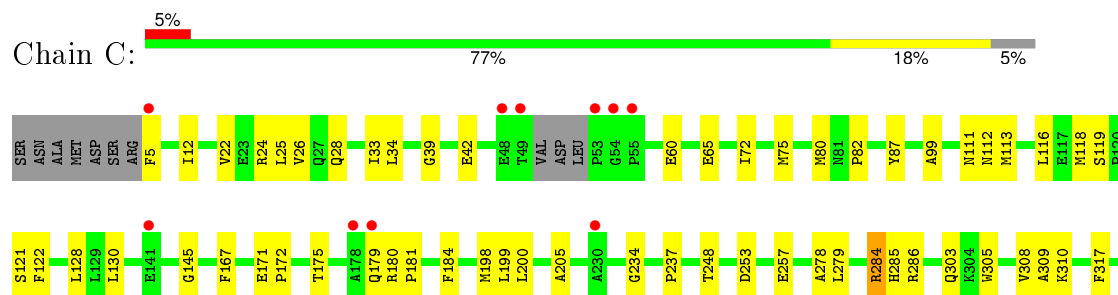 5%
Chain C:
77% 18% 5%
SER ASN ALA MET ASP SER ARG F5 I12 V22 E23 R24 L25 V26 Q27 Q28 I33 L34 G39 E42 E48 T49 VAL ASP LEU P53 G54 P55 E60 E65 I72 M75 M80 N81 P82 Y87 A99 N111 N112 M113 L116 E117 M118 S119
S121 F122 L128 L129 L130 E141 G145 F167 E171 P172 T175 A178 Q179 R180 P181 F184 M198 L199 L200 A205 A230 G234 P237 T248 D253 E257 A278 L279 R284 H285 R286 Q303 K304 W305 V308 A309 K310 F317